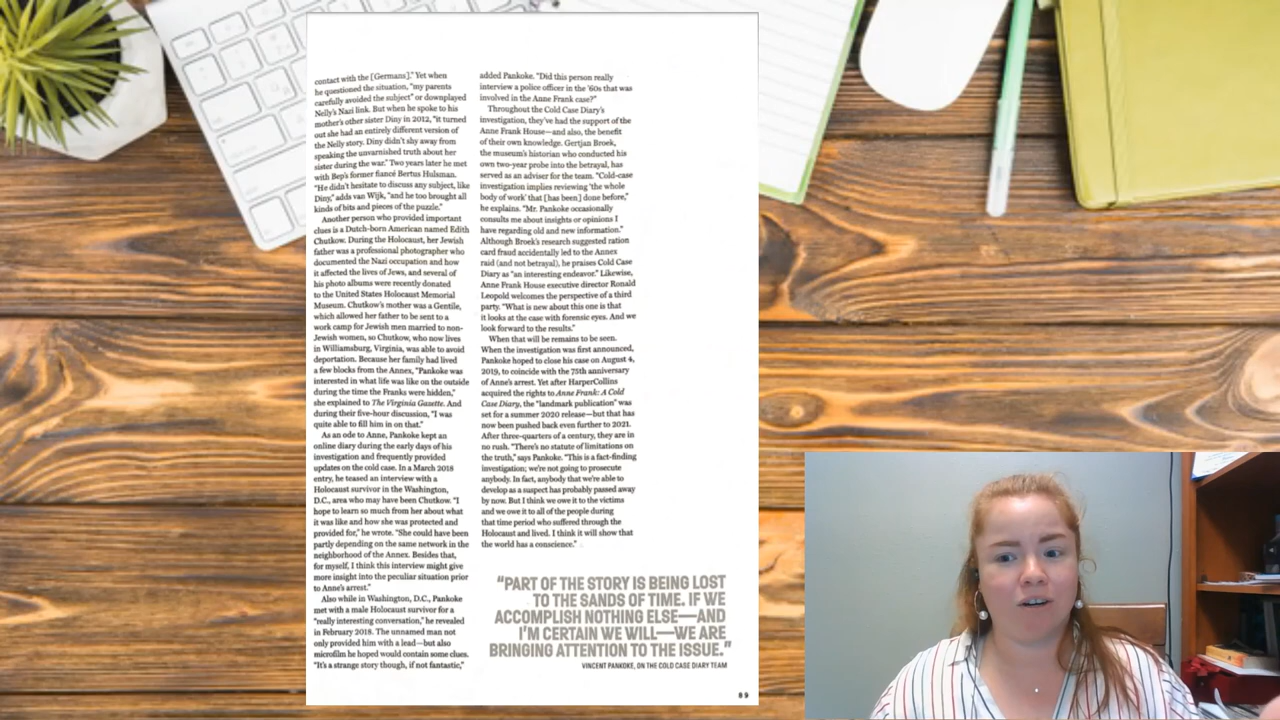 contact with the [Germans]." Yet when
he questioned the situation, "my parents
carefully avoided the subject" or downplayed
Nelly's Nazi link. But when he spoke to his
mother's other sister Diny in 2012, "it turned
out she had an entirely different version of
the Nelly story. Diny didn't shy away from
speaking the unvarnished truth about her
sister during the war." Two years later he met
with Bep's former fiancé Bertus Hulsman.
"He didn't hesitate to discuss any subject, like
Diny," adds van Wijk, "and he too brought all
kinds of bits and pieces of the puzzle."
Another person who provided important
clues is a Dutch-born American named Edith
Chutkow. During the Holocaust, her Jewish
father was a professional photographer who
documented the Nazi occupation and how
it affected the lives of Jews, and several of
his photo albums were recently donated
to the United States Holocaust Memorial
Museum. Chutkow's mother was a Gentile,
which allowed her father to be sent to a
work camp for Jewish men married to non-
Jewish women, so Chutkow, who now lives
in Williamsburg, Virginia, was able to avoid
deportation. Because her family had lived
a few blocks from the Annex, "Pankoke was
interested in what life was like on the outside
during the time the Franks were hidden,"
she explained to The Virginia Gazette. And
during their five-hour discussion, "I was
quite able to fill him in on that."
As an ode to Anne, Pankoke kept an
online diary during the early days of his
investigation and frequently provided
updates on the cold case. In a March 2018
entry, he teased an interview with a
Holocaust survivor in the Washington,
D.C., area who may have been Chutkow. "I
hope to learn so much from her about what
it was like and how she was protected and
provided for," he wrote. "She could have been
partly depending on the same network in the
neighborhood of the Annex. Besides that,
for myself, I think this interview might give
more insight into the peculiar situation prior
to Anne's arrest."
Also while in Washington, D.C., Pankoke
met with a male Holocaust survivor for a
"really interesting conversation," he revealed
in February 2018. The unnamed man not
only provided him with a lead—but also
microfilm he hoped would contain some clues.
"It's a strange story though, if not fantastic,"
added Pankoke. "Did this person really
interview a police officer in the '60s that was
involved in the Anne Frank case?"
Throughout the Cold Case Diary's
investigation, they've had the support of the
Anne Frank House—and also, the benefit
of their own knowledge. Gertjan Broek,
the museum's historian who conducted his
own two-year probe into the betrayal, has
served as an adviser for the team. "Cold-case
investigation implies reviewing 'the whole
body of work' that [has been] done before,"
he explains. "Mr. Pankoke occasionally
consults me about insights or opinions I
have regarding old and new information."
Although Broek's research suggested ration
card fraud accidentally led to the Annex
raid (and not betrayal), he praises Cold Case
Diary as "an interesting endeavor." Likewise,
Anne Frank House executive director Ronald
Leopold welcomes the perspective of a third
party. "What is new about this one is that
it looks at the case with forensic eyes. And we
look forward to the results."
When that will be remains to be seen.
When the investigation was first announced,
Pankoke hoped to close his case on August 4,
2019, to coincide with the 75th anniversary
of Anne's arrest. Yet after HarperCollins
acquired the rights to Anne Frank: A Cold
Case Diary, the "landmark publication" was
set for a summer 2020 release—but that has
now been pushed back even further to 2021.
After three-quarters of a century, they are in
no rush. "There's no statute of limitations on
the truth," says Pankoke. "This is a fact-finding
investigation; we're not going to prosecute
anybody. In fact, anybody that we're able to
develop as a suspect has probably passed away
by now. But I think we owe it to the victims
and we owe it to all of the people during
that time period who suffered through the
Holocaust and lived. I think it will show that
the world has a conscience."
"PART OF THE STORY IS BEING LOST
TO THE SANDS OF TIME. IF WE
ACCOMPLISH NOTHING ELSE—AND
I'M CERTAIN WE WILL—WE ARE
BRINGING ATTENTION TO THE ISSUE."
VINCENT PANKOKE, ON THE COLD CASE DIARY TEAM
89